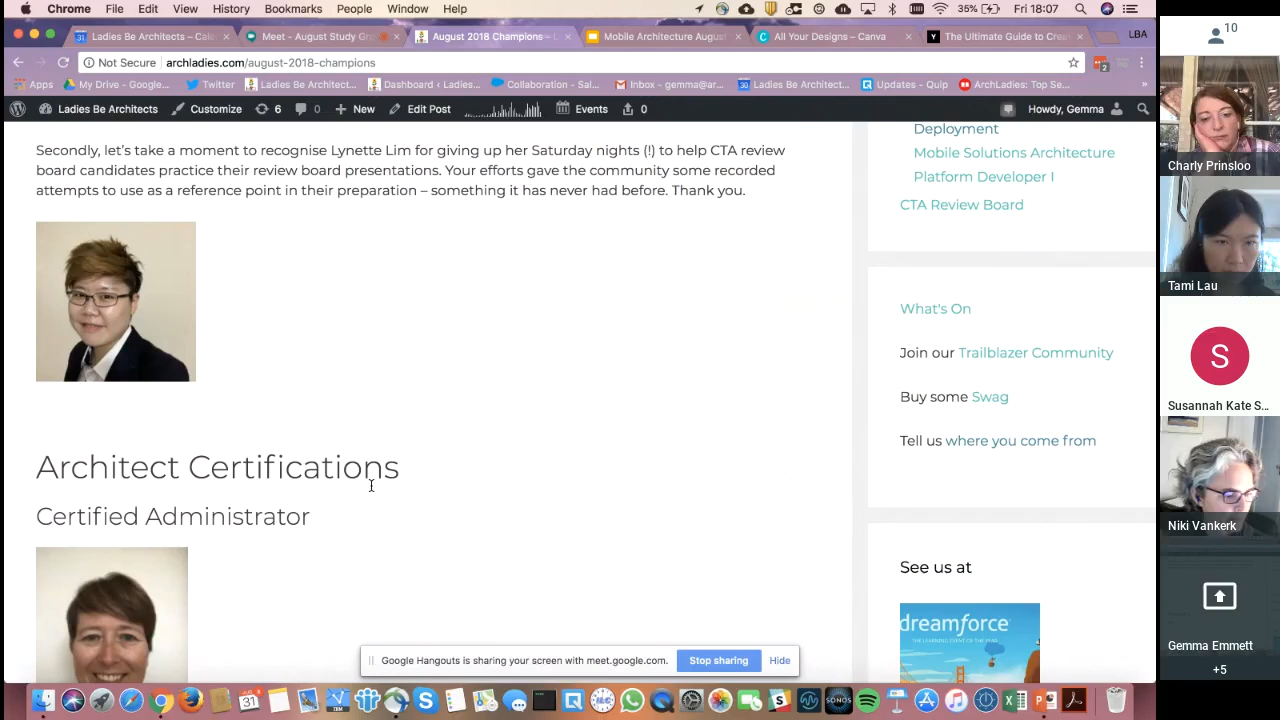 Chrome File Edit View History Bookmarks People Window Help
35% Fri 18:07
Ladies Be Architects – Cale
Meet - August Study Gr
August 2018 Champions –
Mobile Architecture Augus
All Your Designs – Canva
The Ultimate Guide to Crea
LBA
Not Secure archladies.com/august-2018-champions
Apps My Drive - Google... Twitter Dashboard ‹ Ladies... Collaboration - Sal... Inbox - gemma@ar... Ladies Be Architect... Updates - Quip ArchLadies: Top Se... »
Ladies Be Architects Customize 6 0 New Edit Post Events 0 Howdy, Gemma
Secondly, let's take a moment to recognise Lynette Lim for giving up her Saturday nights (!) to help CTA review
board candidates practice their review board presentations. Your efforts gave the community some recorded
attempts to use as a reference point in their preparation – something it has never had before. Thank you.
Architect Certifications
Certified Administrator
Deployment
Mobile Solutions Architecture
Platform Developer I
CTA Review Board
What's On
Join our Trailblazer Community
Buy some Swag
Tell us where you come from
See us at
dreamforce
Google Hangouts is sharing your screen with meet.google.com. Stop sharing Hide
SONOS
10
Charly Prinsloo
Tami Lau
S
Susannah Kate S...
Niki Vankerk
Gemma Emmett
+5